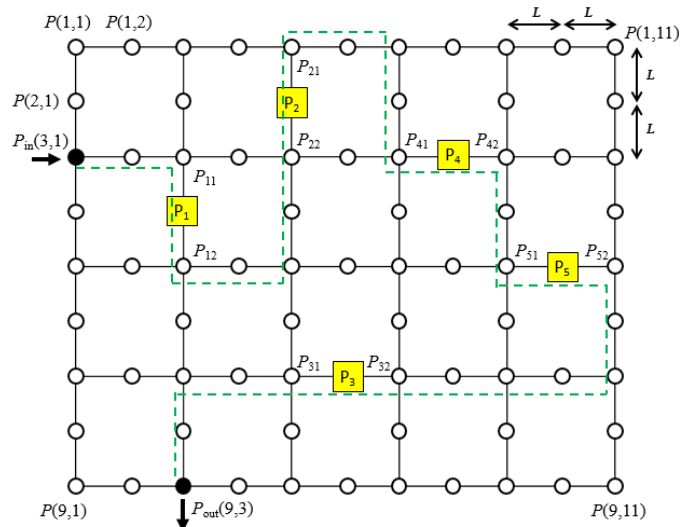 P(1,1) P(1,2) L L P(1,11)
P₂₁ L
P(2,1) P₂
L
Pᵢₙ(3,1) P₂₂ P₄₁ P₄ P₄₂
P₁₁
P₁
P₁₂ P₅₁ P₅ P₅₂
P₃₁ P₃₂
P₃
P(9,1) Pₒᵤₜ(9,3) P(9,11)